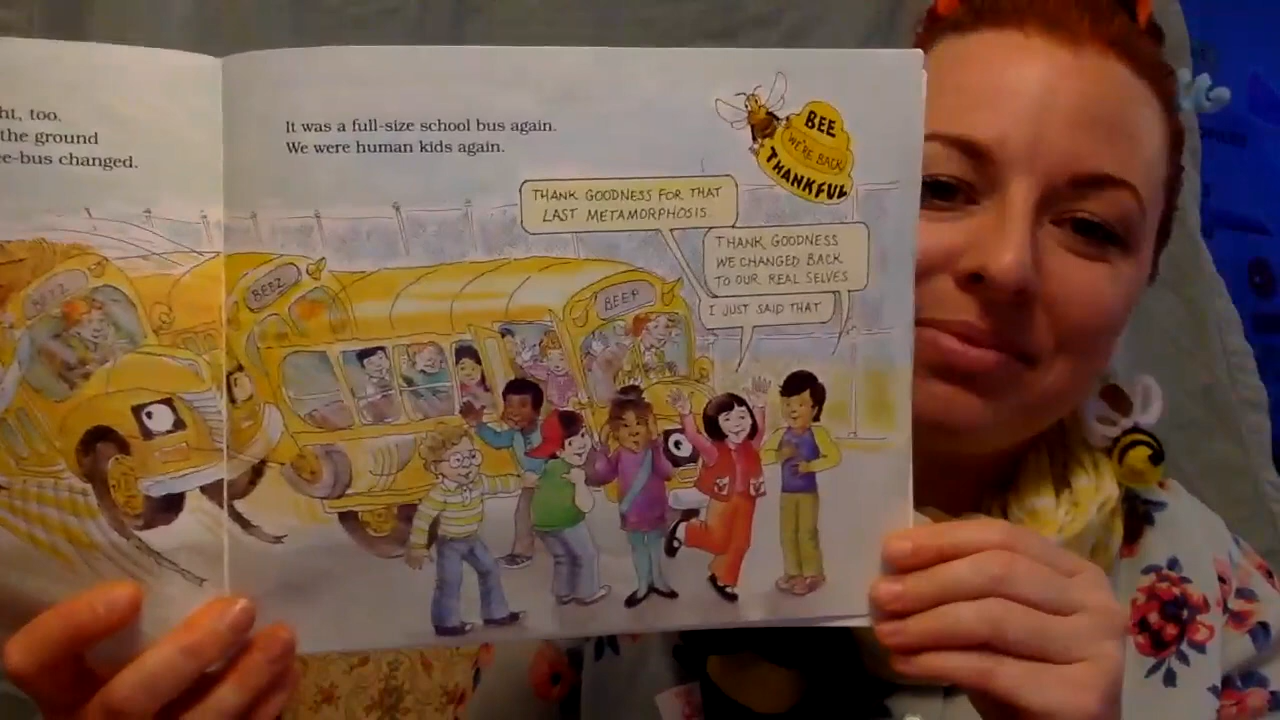 ht, too.
the ground
ee-bus changed.
It was a full-size school bus again.
We were human kids again.
BEE
WE'RE BACK!
THANKFUL
THANK GOODNESS FOR THAT
LAST METAMORPHOSIS.
THANK GOODNESS
WE CHANGED BACK
TO OUR REAL SELVES
I JUST SAID THAT
BEEZ
BEEP